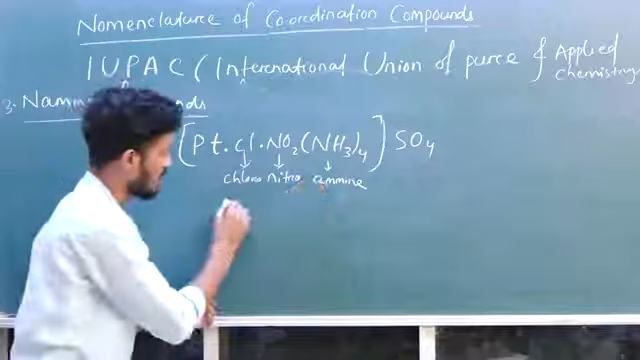 Nomenclature of Co-ordination Compounds
IUPAC (International Union of puree & Applied Chemistry
3. Nam
[Pt.Cl.NO2(NH3)4]SO4
chloro nitro ammine